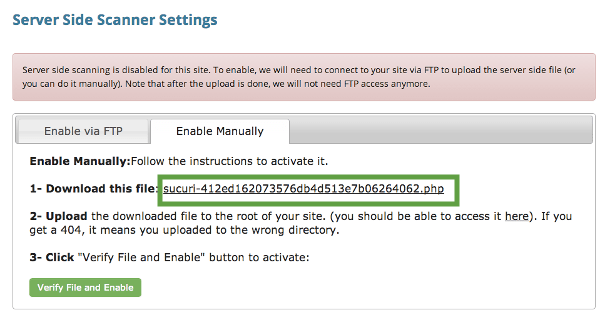 Server Side Scanner Settings
Server side scanning is disabled for this site. To enable, we will need to connect to your site via FTP to upload the server side file (or
you can do it manually). Note that after the upload is done, we will not need FTP access anymore.
Enable via FTP
Enable Manually
Enable Manually:Follow the instructions to activate it.
1- Download this file: sucuri-412ed162073576db4d513e7b06264062.php
2- Upload the downloaded file to the root of your site. (you should be able to access it here). If you
get a 404, it means you uploaded to the wrong directory.
3- Click "Verify File and Enable" button to activate:
Verify File and Enable